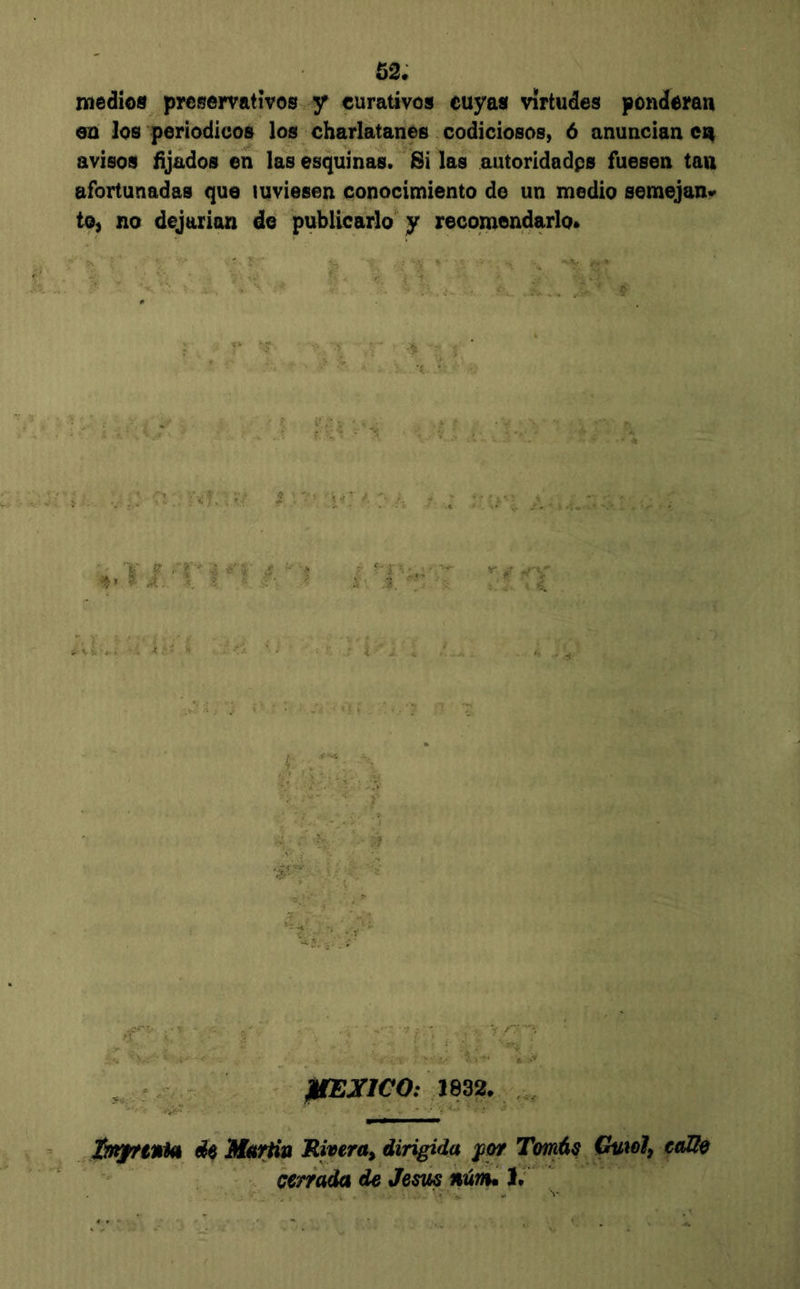 52.
medios preservativos y curativos cuyas virtudes ponderan
en los periodicos los charlatanes codiciosos, ó anuncian en
avisos fijados en las esquinas. Si las autoridadps fuesen tan
afortunadas que tuviesen conocimiento de un medio semejan-
te, no dejarian de publicarlo y recomendarlo.
MEXICO: 1832.
Imprenta de Martin Rivera, dirigida por Tomás Guiol, calle
cerrada de Jesus núm. 1.